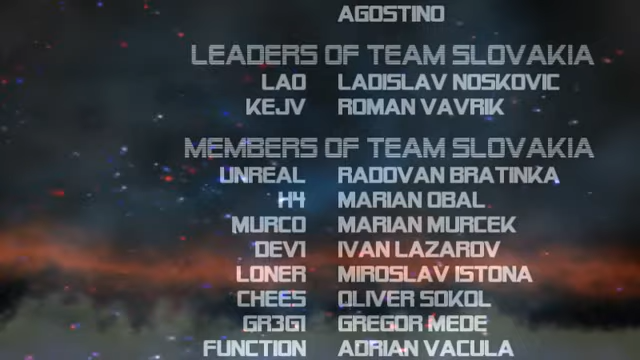 AGOSTINO
LEADERS OF TEAM SLOVAKIA
LAO LADISLAV NOSKOVIC
KEJV ROMAN VAVRIK
MEMBERS OF TEAM SLOVAKIA
UNREAL RADOVAN BRATINKA
H4 MARIAN OBAL
MURCO MARIAN MURCEK
DEV1 IVAN LAZAROV
LONER MIROSLAV ISTONA
CHEES OLIVER SOKOL
GR3G1 GREGOR MEDE
FUNCTION ADRIAN VACULA